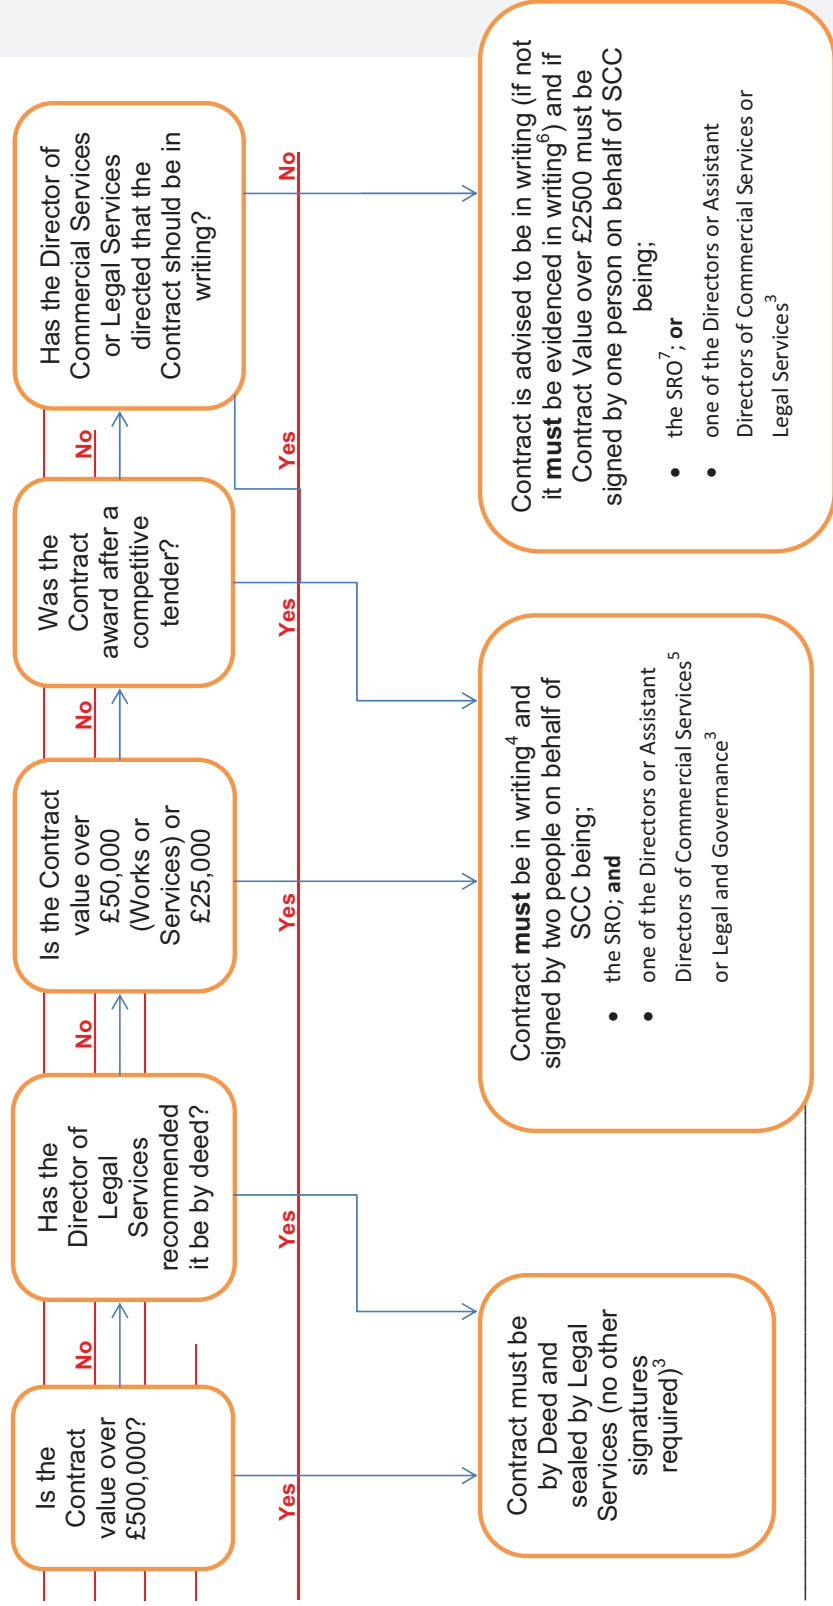 Is the
Contract
value over
£500,000?
No
Yes
Has the
Director of
Legal
Services
recommended
it be by deed?
No
Yes
Is the Contract
value over
£50,000
(Works or
Services) or
£25,000
No
Yes
Was the
Contract
award after a
competitive
tender?
No
Yes
Has the Director of
Commercial Services
or Legal Services
directed that the
Contract should be in
writing?
Yes
No
Contract must be
by Deed and
sealed by Legal
Services (no other
signatures
required)3
Contract must be in writing4 and
signed by two people on behalf of
SCC being;
• the SRO; and
• one of the Directors or Assistant
Directors of Commercial Services5
or Legal and Governance3
Contract is advised to be in writing (if not
it must be evidenced in writing6) and if
Contract Value over £2500 must be
signed by one person on behalf of SCC
being;
• the SRO7; or
• one of the Directors or Assistant
Directors of Commercial Services or
Legal Services3